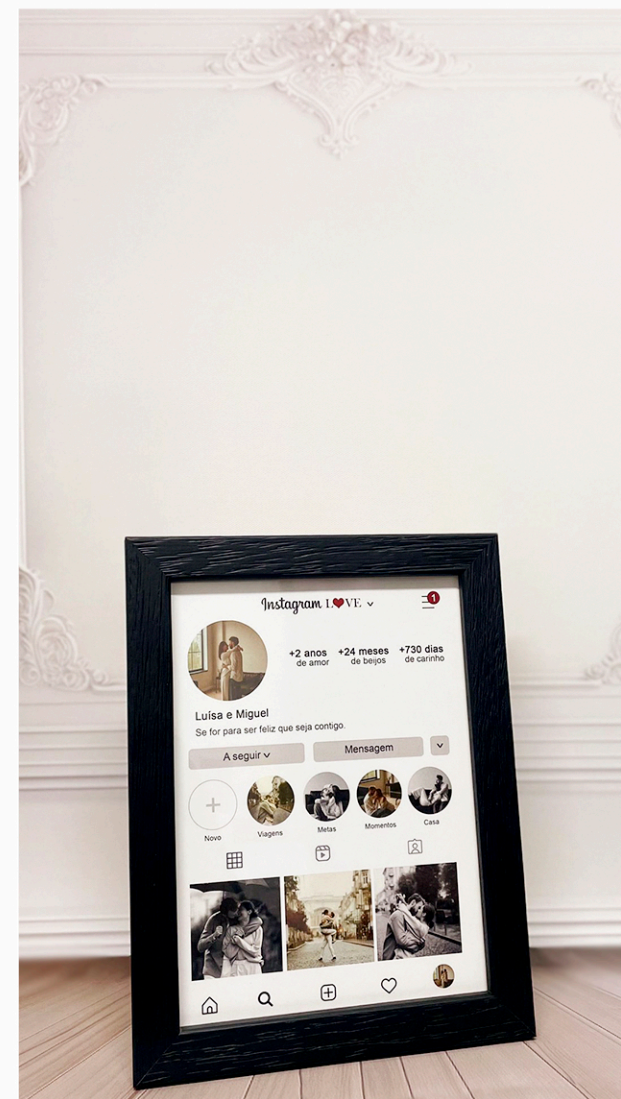 Instagram L❤VE
1
+2 anos +24 meses +730 dias
de amor de beijos de carinho
Luísa e Miguel
Se for para ser feliz que seja contigo.
A seguir Mensagem
Novo Viagens Metas Momentos Casa